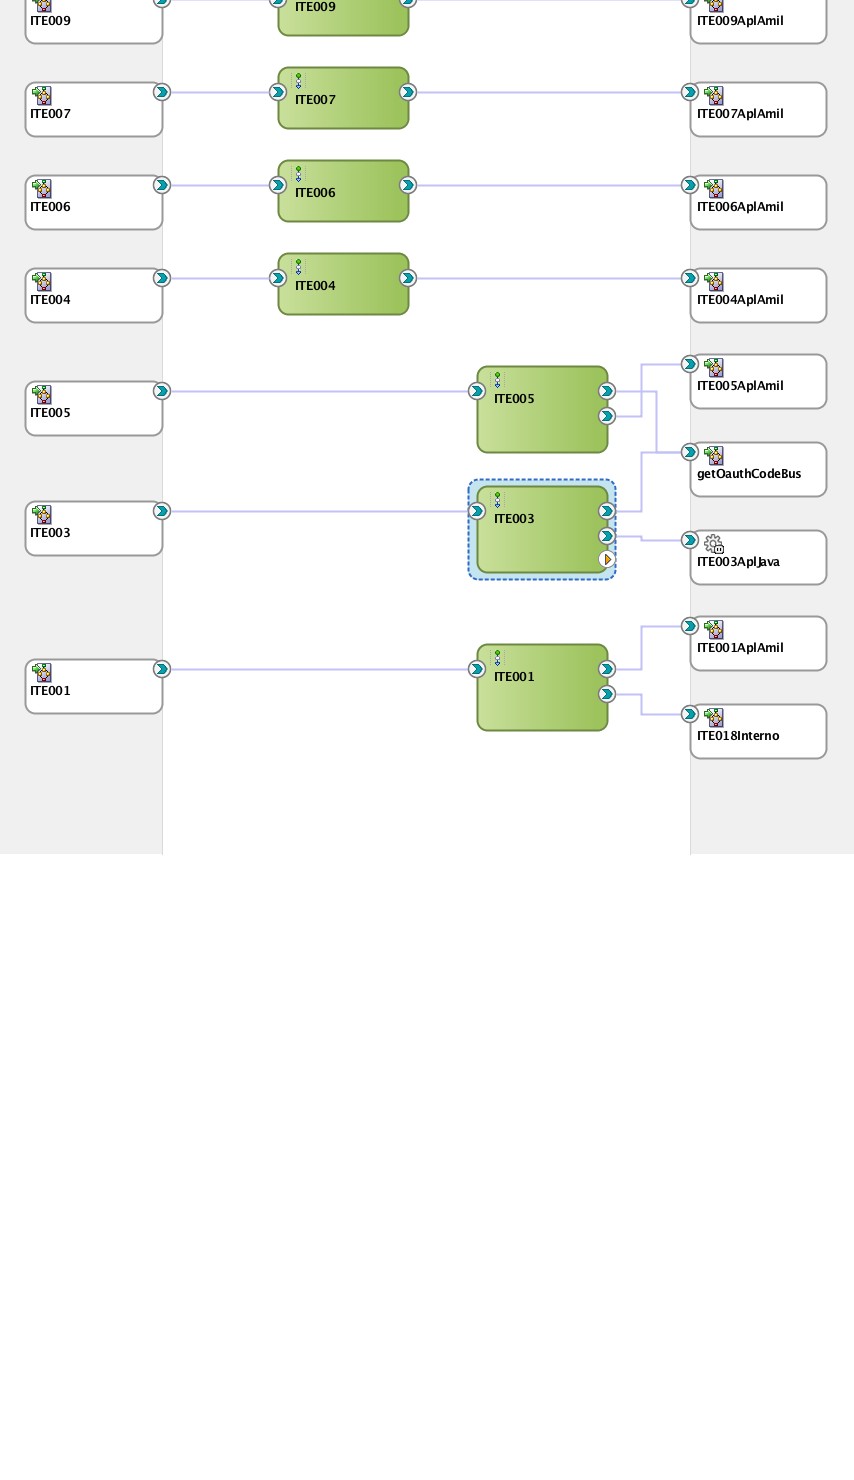 ITE009
ITE009
ITE009AplAmil
ITE007
ITE007
ITE007AplAmil
ITE006
ITE006
ITE006AplAmil
ITE004
ITE004
ITE004AplAmil
ITE005
ITE005
ITE005AplAmil
getOauthCodeBus
ITE003
ITE003
ITE003AplJava
ITE001
ITE001
ITE001AplAmil
ITE018Interno